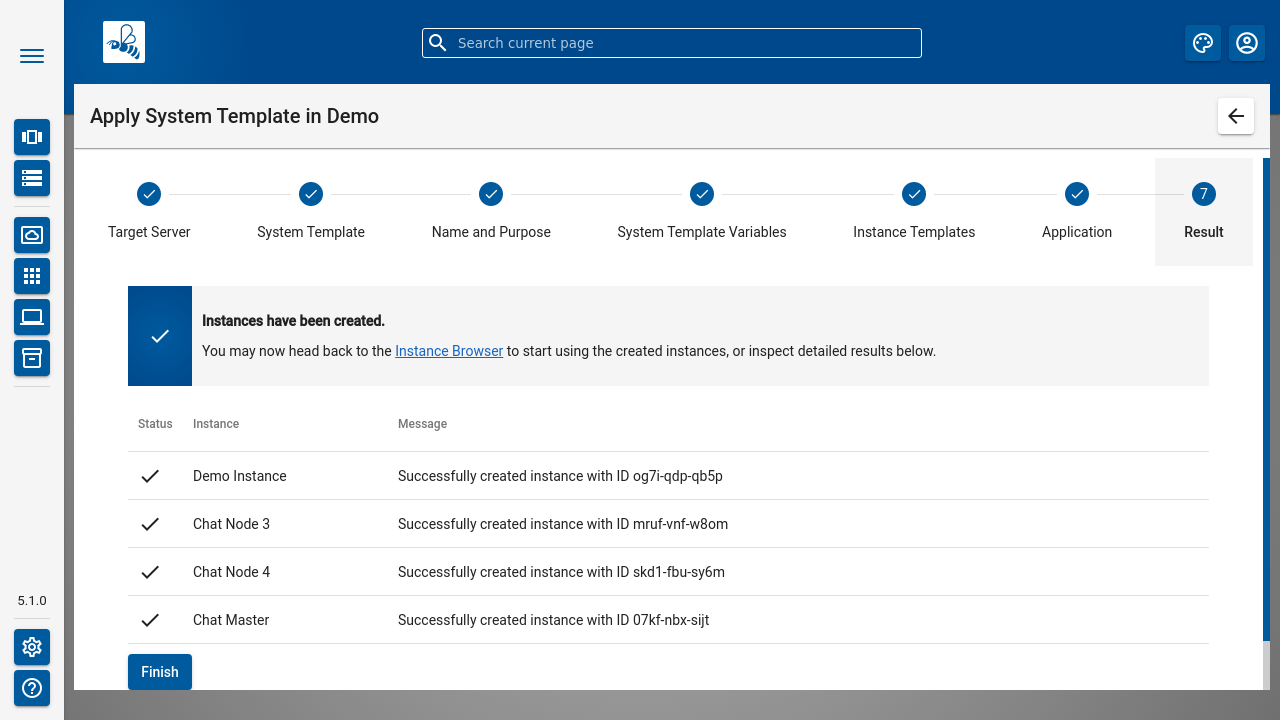 Search current page
Apply System Template in Demo
7
Target Server
System Template
Name and Purpose
System Template Variables
Instance Templates
Application
Result
Instances have been created.
You may now head back to the Instance Browser to start using the created instances, or inspect detailed results below.
Status Instance Message
Demo Instance Successfully created instance with ID og7i-qdp-qb5p
Chat Node 3 Successfully created instance with ID mruf-vnf-w8om
Chat Node 4 Successfully created instance with ID skd1-fbu-sy6m
Chat Master Successfully created instance with ID 07kf-nbx-sijt
5.1.0
Finish